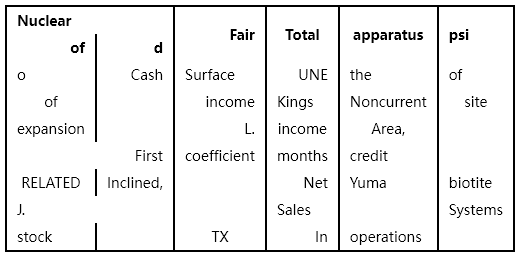 Nuclear
of d Fair Total apparatus psi
o Cash Surface UNE the of
of income Kings Noncurrent site
expansion L. income Area,
First coefficient months credit
RELATED Inclined, Net Yuma biotite
J. Sales Systems
stock TX In operations